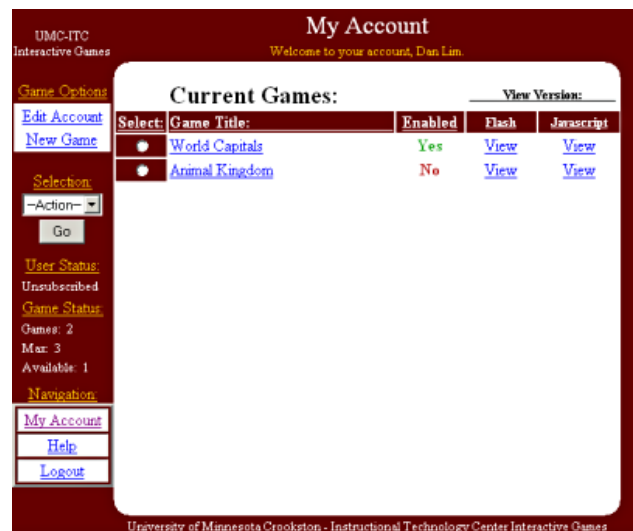 UMC-ITC
Interactive Games
My Account
Welcome to your account, Dan Lim.
Game Options
Edit Account
New Game
Selection:
--Action--
Go
User Status:
Unsubscribed
Game Status:
Games: 2
Max: 3
Available: 1
Navigation:
My Account
Help
Logout
Current Games:
View Version:
Select: Game Title: Enabled Flash Javascript
World Capitals Yes View View
Animal Kingdom No View View
University of Minnesota Crookston - Instructional Technology Center Interactive Games